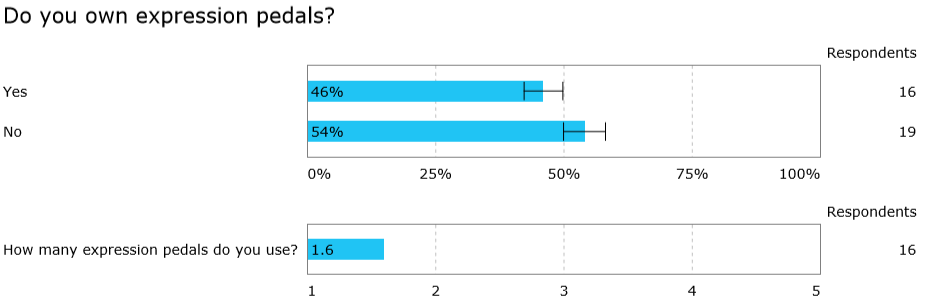 Do you own expression pedals?
Respondents
Yes 46% 16
No 54% 19
0% 25% 50% 75% 100%
Respondents
How many expression pedals do you use? 1.6 16
1 2 3 4 5